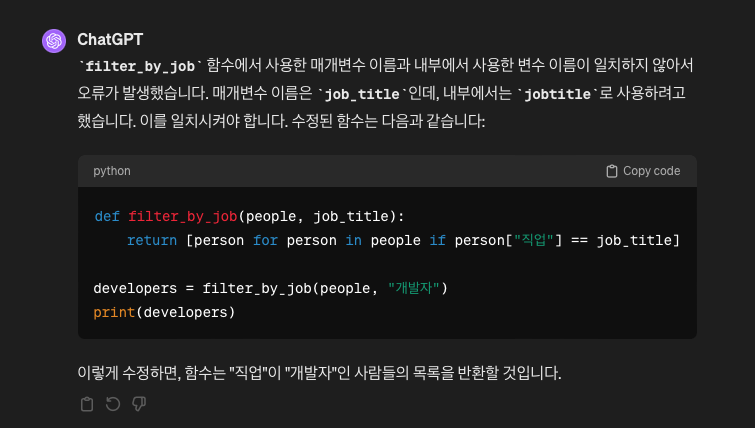 ChatGPT
`filter_by_job` 함수에서 사용한 매개변수 이름과 내부에서 사용한 변수 이름이 일치하지 않아서
오류가 발생했습니다. 매개변수 이름은 `job_title`인데, 내부에서는 `jobtitle`로 사용하려고
했습니다. 이를 일치시켜야 합니다. 수정된 함수는 다음과 같습니다:
python Copy code
def filter_by_job(people, job_title):
    return [person for person in people if person["직업"] == job_title]
developers = filter_by_job(people, "개발자")
print(developers)
이렇게 수정하면, 함수는 "직업"이 "개발자"인 사람들의 목록을 반환할 것입니다.